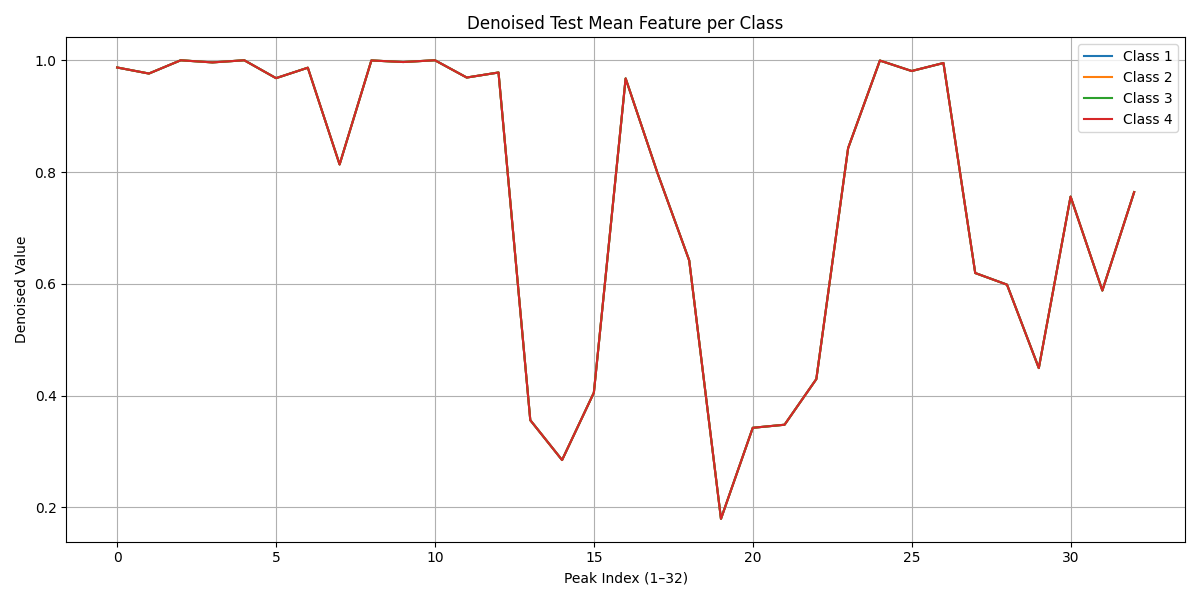 Denoised Test Mean Feature per Class
Class 1
Class 2
Class 3
Class 4
Denoised Value
1.0
0.8
0.6
0.4
0.2
0 5 10 15 20 25 30
Peak Index (1–32)